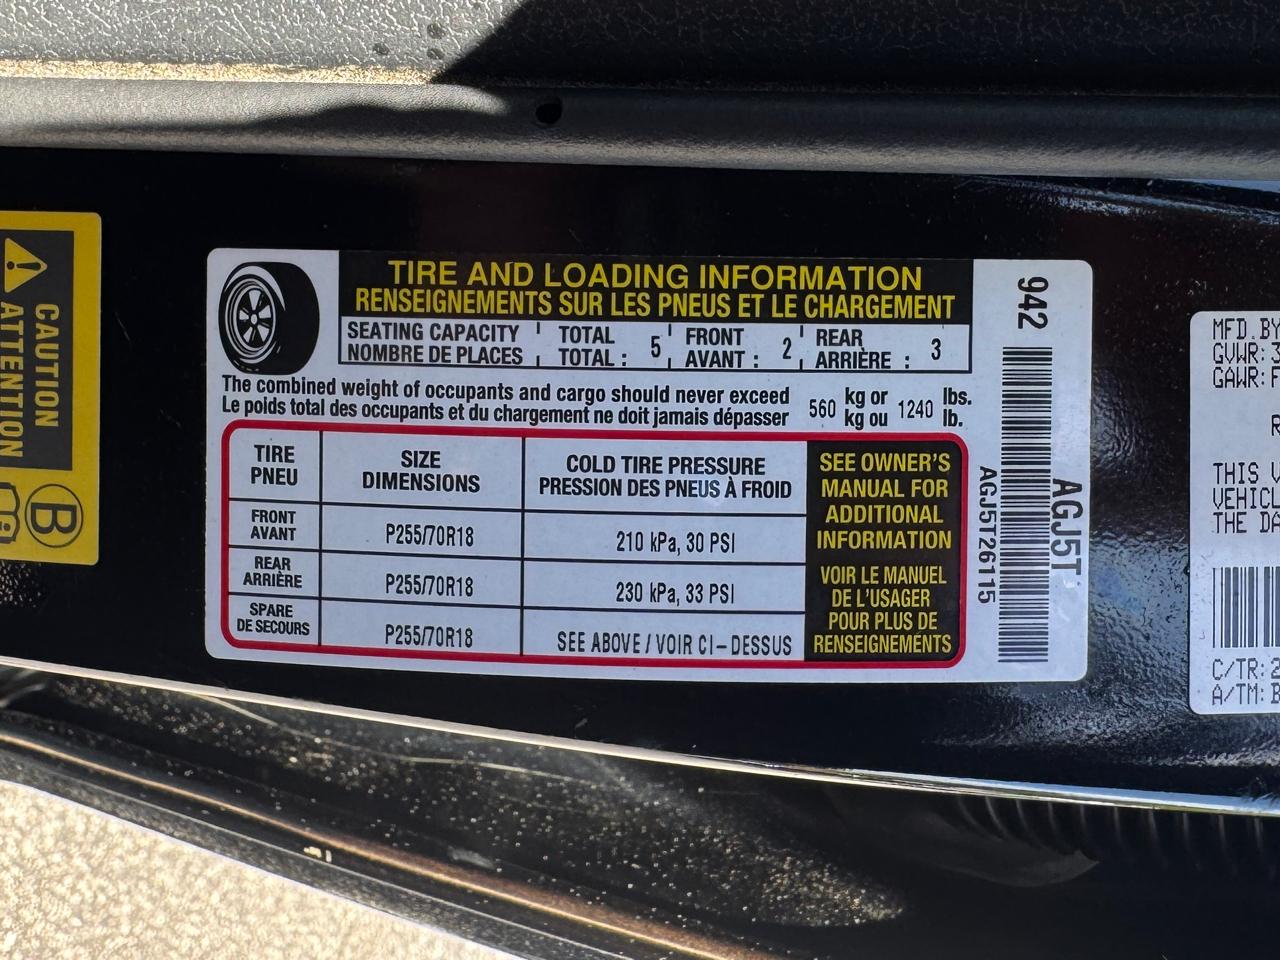 CAUTION
ATTENTION
B
TIRE AND LOADING INFORMATION
RENSEIGNEMENTS SUR LES PNEUS ET LE CHARGEMENT
SEATING CAPACITY TOTAL FRONT REAR
NOMBRE DE PLACES TOTAL : 5 AVANT : 2 ARRIÈRE : 3
The combined weight of occupants and cargo should never exceed 560 kg or 1240 lbs.
Le poids total des occupants et du chargement ne doit jamais dépasser kg ou lb.
TIRE SIZE COLD TIRE PRESSURE
PNEU DIMENSIONS PRESSION DES PNEUS À FROID
FRONT
AVANT P255/70R18 210 kPa, 30 PSI
REAR
ARRIÈRE P255/70R18 230 kPa, 33 PSI
SPARE
DE SECOURS P255/70R18 SEE ABOVE / VOIR CI-DESSUS
SEE OWNER'S
MANUAL FOR
ADDITIONAL
INFORMATION
VOIR LE MANUEL
DE L'USAGER
POUR PLUS DE
RENSEIGNEMENTS
942
AGJ5T26115
AGJ5T
MFD.BY
GVWR:3
GAWR:F
R
THIS V
VEHICL
THE DA
C/TR:2
A/TM:B